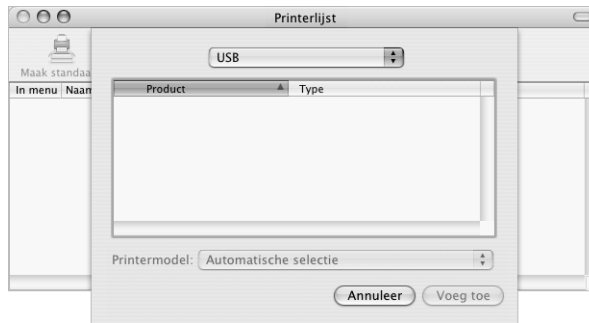 Printerlijst
USB
Maak standaa
In menu Naam
Product Type
Printermodel: Automatische selectie
Annuleer Voeg toe